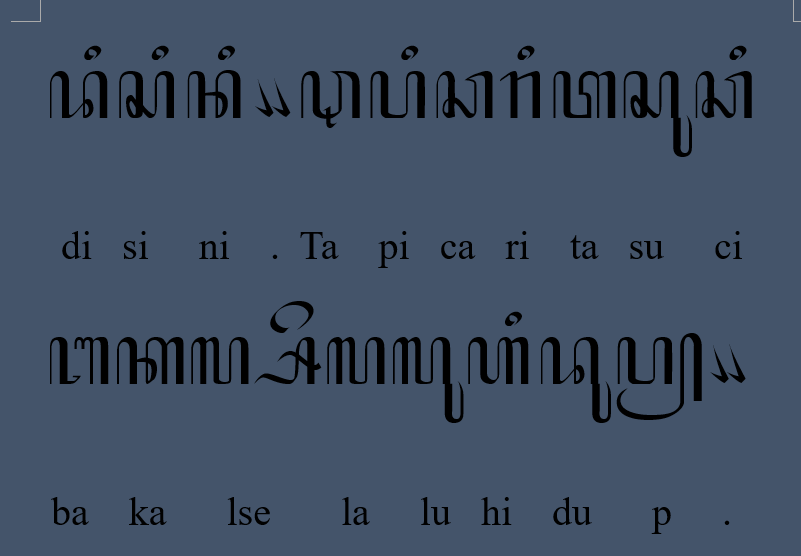 ꦢꦶꦱꦶꦤꦶ꧉ꦡꦥꦶꦕꦫꦶꦠꦱꦸꦕꦶ
di si ni . Ta pi ca ri ta su ci
ꦧꦏꦭ꧀ꦱꦼꦭꦭꦸꦲꦶꦢꦸꦥ꧀꧉
ba ka lse la lu hi du p .